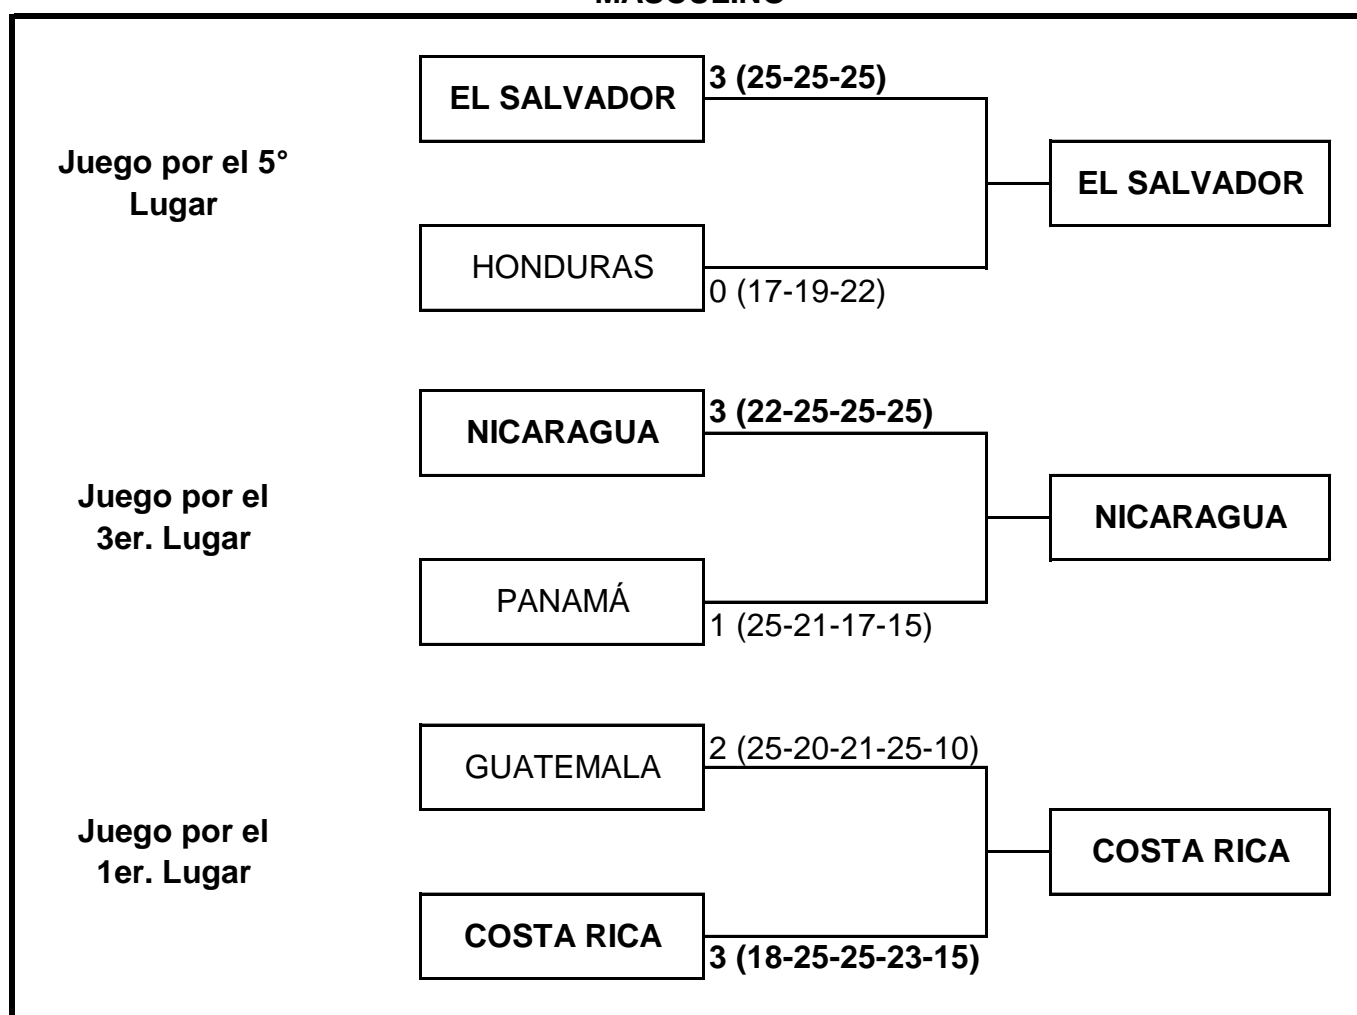 MASCULINO
3 (25-25-25)
EL SALVADOR
Juego por el 5°
Lugar
EL SALVADOR
HONDURAS
0 (17-19-22)
3 (22-25-25-25)
NICARAGUA
Juego por el
3er. Lugar
NICARAGUA
PANAMÁ
1 (25-21-17-15)
2 (25-20-21-25-10)
GUATEMALA
Juego por el
1er. Lugar
COSTA RICA
COSTA RICA
3 (18-25-25-23-15)